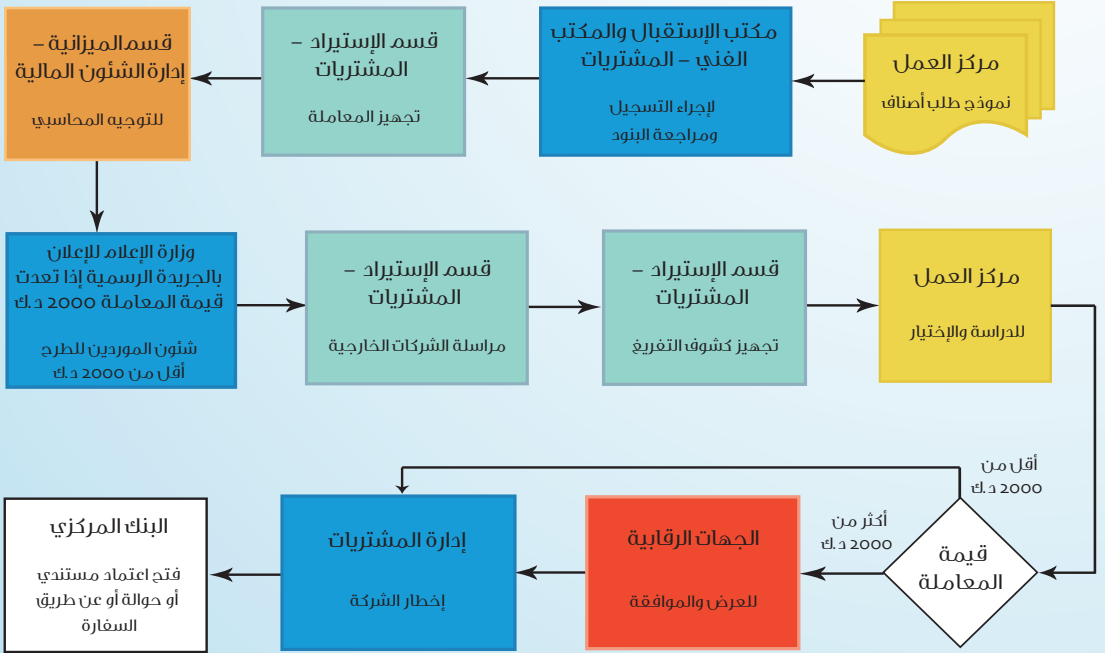 مركز العمل
نموذج طلب أصناف
مكتب الإستقبال والمكتب
الفني - المشتريات
لإجراء التسجيل
ومراجعة البنود
قسم الإستيراد -
المشتريات
تجهيز المعاملة
قسم الميزانية -
إدارة الشئون المالية
للتوجيه المحاسبي
وزارة الإعلام للإعلان
بالجريدة الرسمية إذا تعدت
قيمة المعاملة 2000 د.ك
شئون الموردين للطرح
أقل من 2000 د.ك
قسم الإستيراد -
المشتريات
مراسلة الشركات الخارجية
قسم الإستيراد -
المشتريات
تجهيز كشوف التفريغ
مركز العمل
للدراسة والإختيار
قيمة
المعاملة
أقل من
2000 د.ك
أكثر من
2000 د.ك
الجهات الرقابية
للعرض والموافقة
إدارة المشتريات
إخطار الشركة
البنك المركزي
فتح اعتماد مستندي
أو حوالة أو عن طريق
السفارة